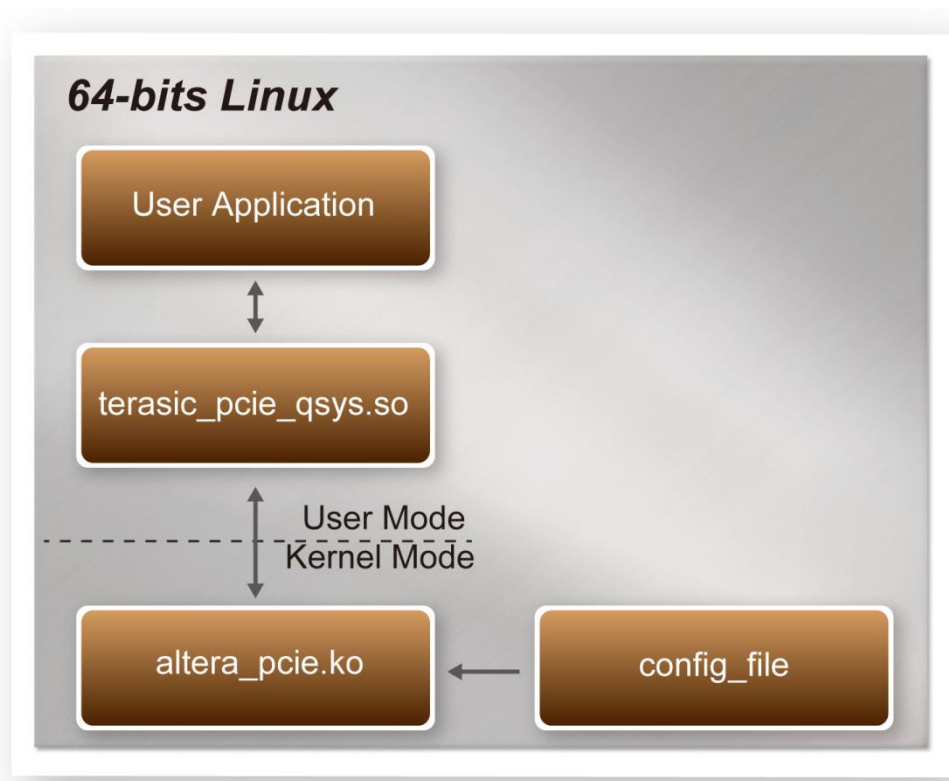 64-bits Linux
User Application
terasic_pcie_qsys.so
User Mode
Kernel Mode
altera_pcie.ko
config_file